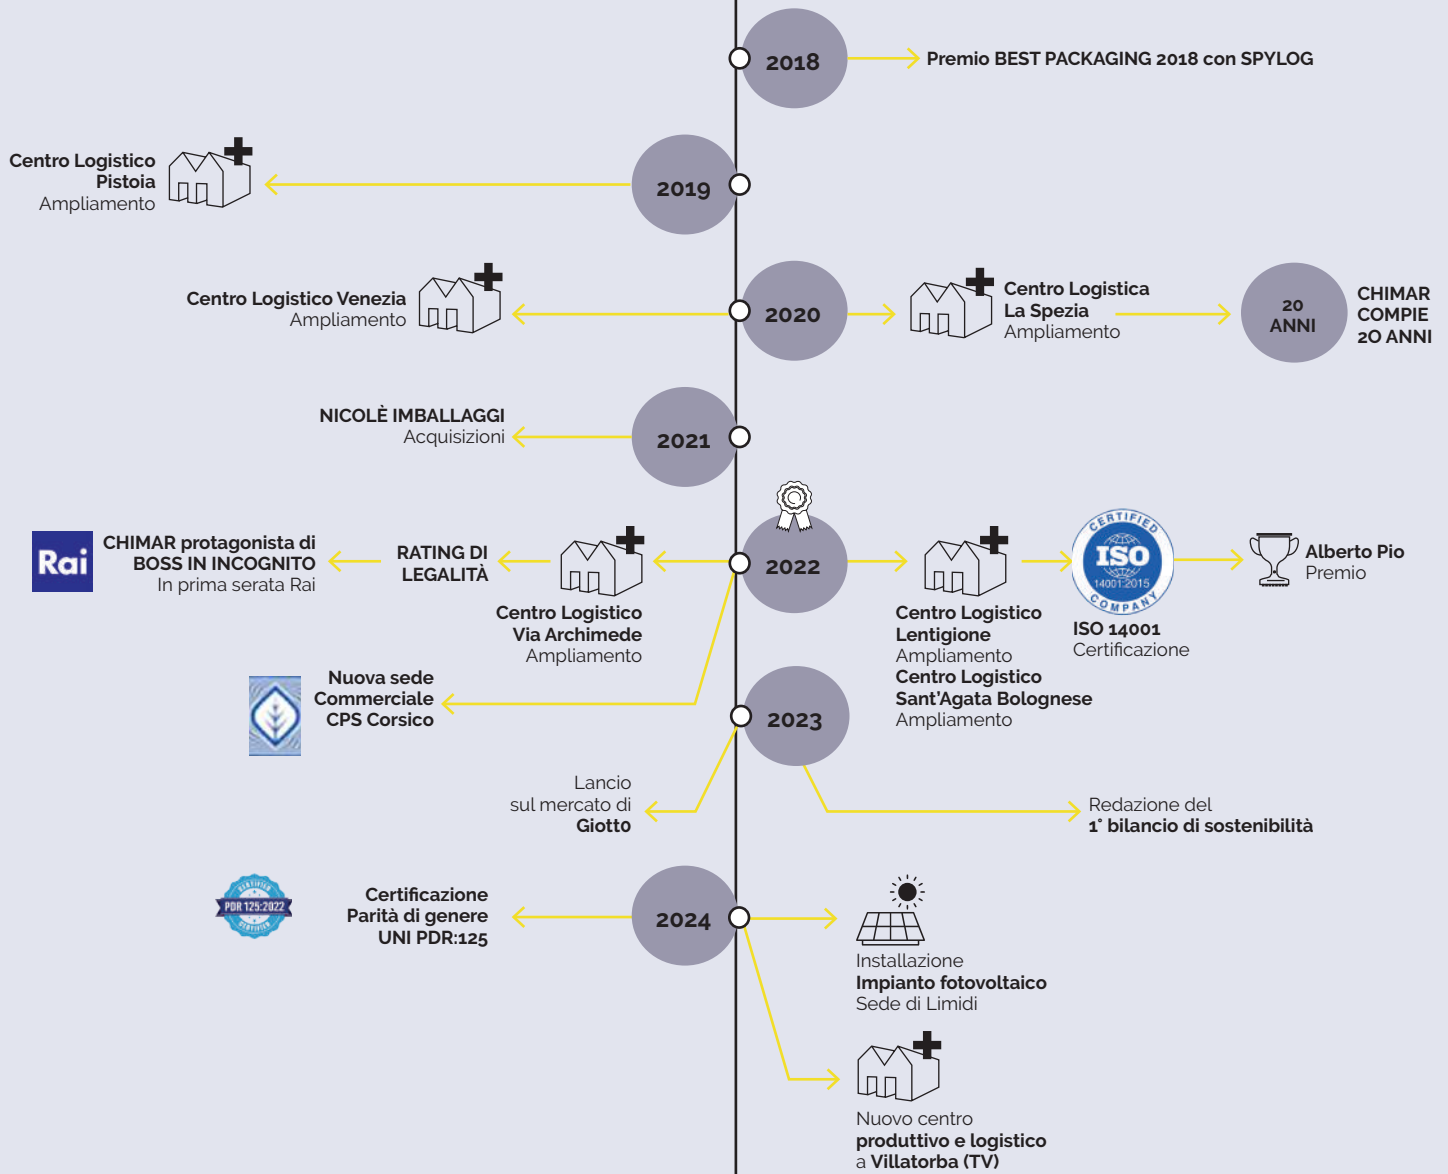 2018
Premio BEST PACKAGING 2018 con SPYLOG
Centro Logistico
Pistoia
Ampliamento
2019
Centro Logistico Venezia
Ampliamento
2020
Centro Logistica
La Spezia
Ampliamento
20
ANNI
CHIMAR
COMPIE
20 ANNI
NICOLÈ IMBALLAGGI
Acquisizioni
2021
Rai
CHIMAR protagonista di
BOSS IN INCOGNITO
In prima serata Rai
RATING DI
LEGALITÀ
Centro Logistico
Via Archimede
Ampliamento
2022
Centro Logistico
Lentigione
Ampliamento
Centro Logistico
Sant'Agata Bolognese
Ampliamento
CERTIFIED
ISO
14001:2015
COMPANY
ISO 14001
Certificazione
Alberto Pio
Premio
Nuova sede
Commerciale
CPS Corsico
2023
Lancio
sul mercato di
Giotto
Redazione del
1° bilancio di sostenibilità
CERTIFIED
PDR 125:2022
CERTIFIED
Certificazione
Parità di genere
UNI PDR:125
2024
Installazione
Impianto fotovoltaico
Sede di Limidi
Nuovo centro
produttivo e logistico
a Villatorba (TV)